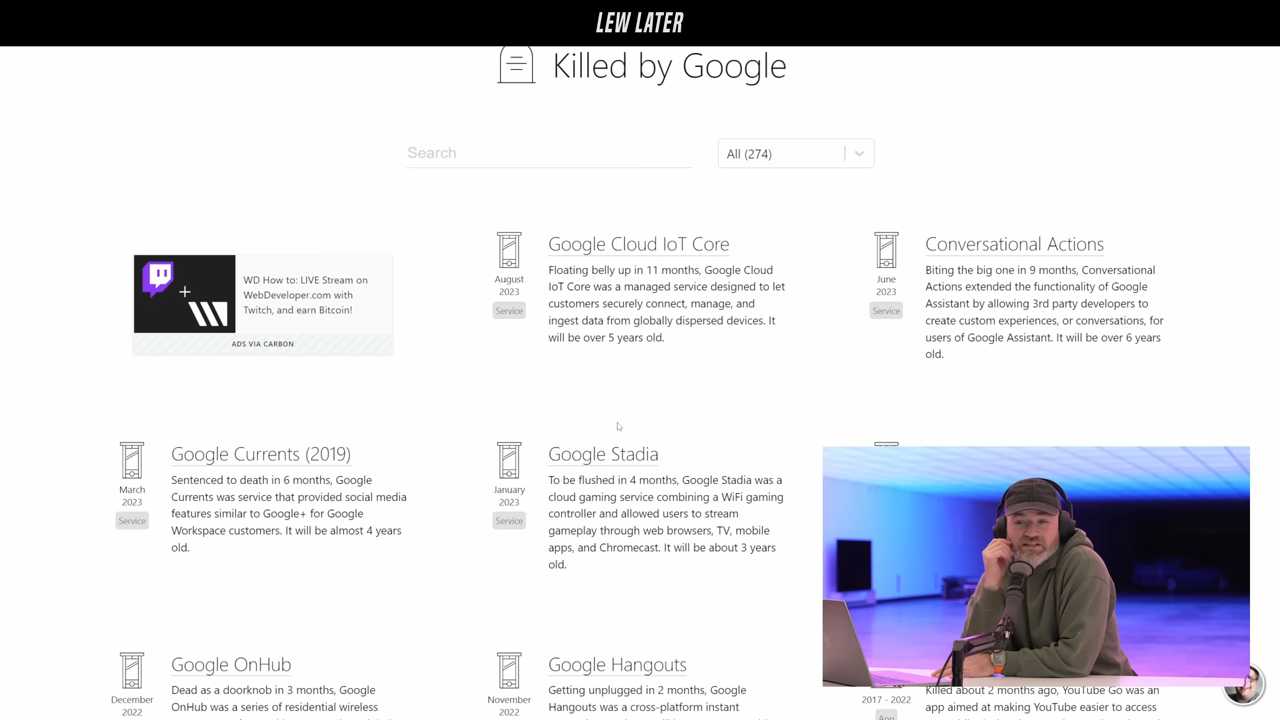 LEW LATER
Killed by Google
Search
All (274)
WD How to: LIVE Stream on
WebDeveloper.com with
Twitch, and earn Bitcoin!
ADS VIA CARBON
August
2023
Service
Google Cloud IoT Core
Floating belly up in 11 months, Google Cloud
IoT Core was a managed service designed to let
customers securely connect, manage, and
ingest data from globally dispersed devices. It
will be over 5 years old.
June
2023
Service
Conversational Actions
Biting the big one in 9 months, Conversational
Actions extended the functionality of Google
Assistant by allowing 3rd party developers to
create custom experiences, or conversations, for
users of Google Assistant. It will be over 6 years
old.
March
2023
Service
Google Currents (2019)
Sentenced to death in 6 months, Google
Currents was service that provided social media
features similar to Google+ for Google
Workspace customers. It will be almost 4 years
old.
January
2023
Service
Google Stadia
To be flushed in 4 months, Google Stadia was a
cloud gaming service combining a WiFi gaming
controller and allowed users to stream
gameplay through web browsers, TV, mobile
apps, and Chromecast. It will be about 3 years
old.
December
2022
Google OnHub
Dead as a doorknob in 3 months, Google
OnHub was a series of residential wireless
November
2022
Google Hangouts
Getting unplugged in 2 months, Google
Hangouts was a cross-platform instant
2017 - 2022
App
Killed about 2 months ago, YouTube Go was an
app aimed at making YouTube easier to access